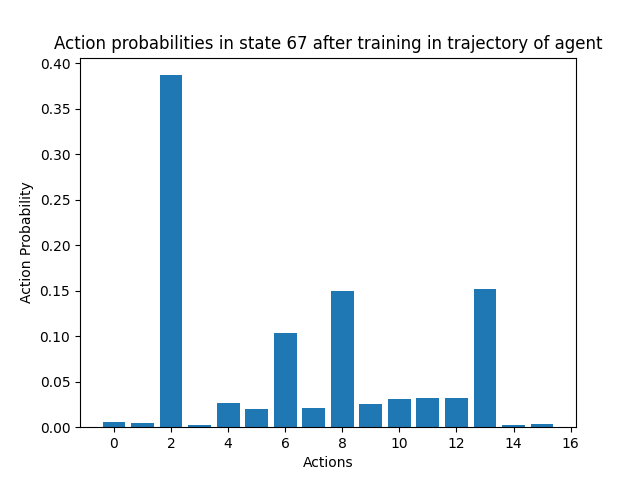 Action probabilities in state 67 after training in trajectory of agent
0.40
0.35
0.30
0.25
0.20
0.15
0.10
0.05
0.00
Action Probability
0 2 4 6 8 10 12 14 16
Actions